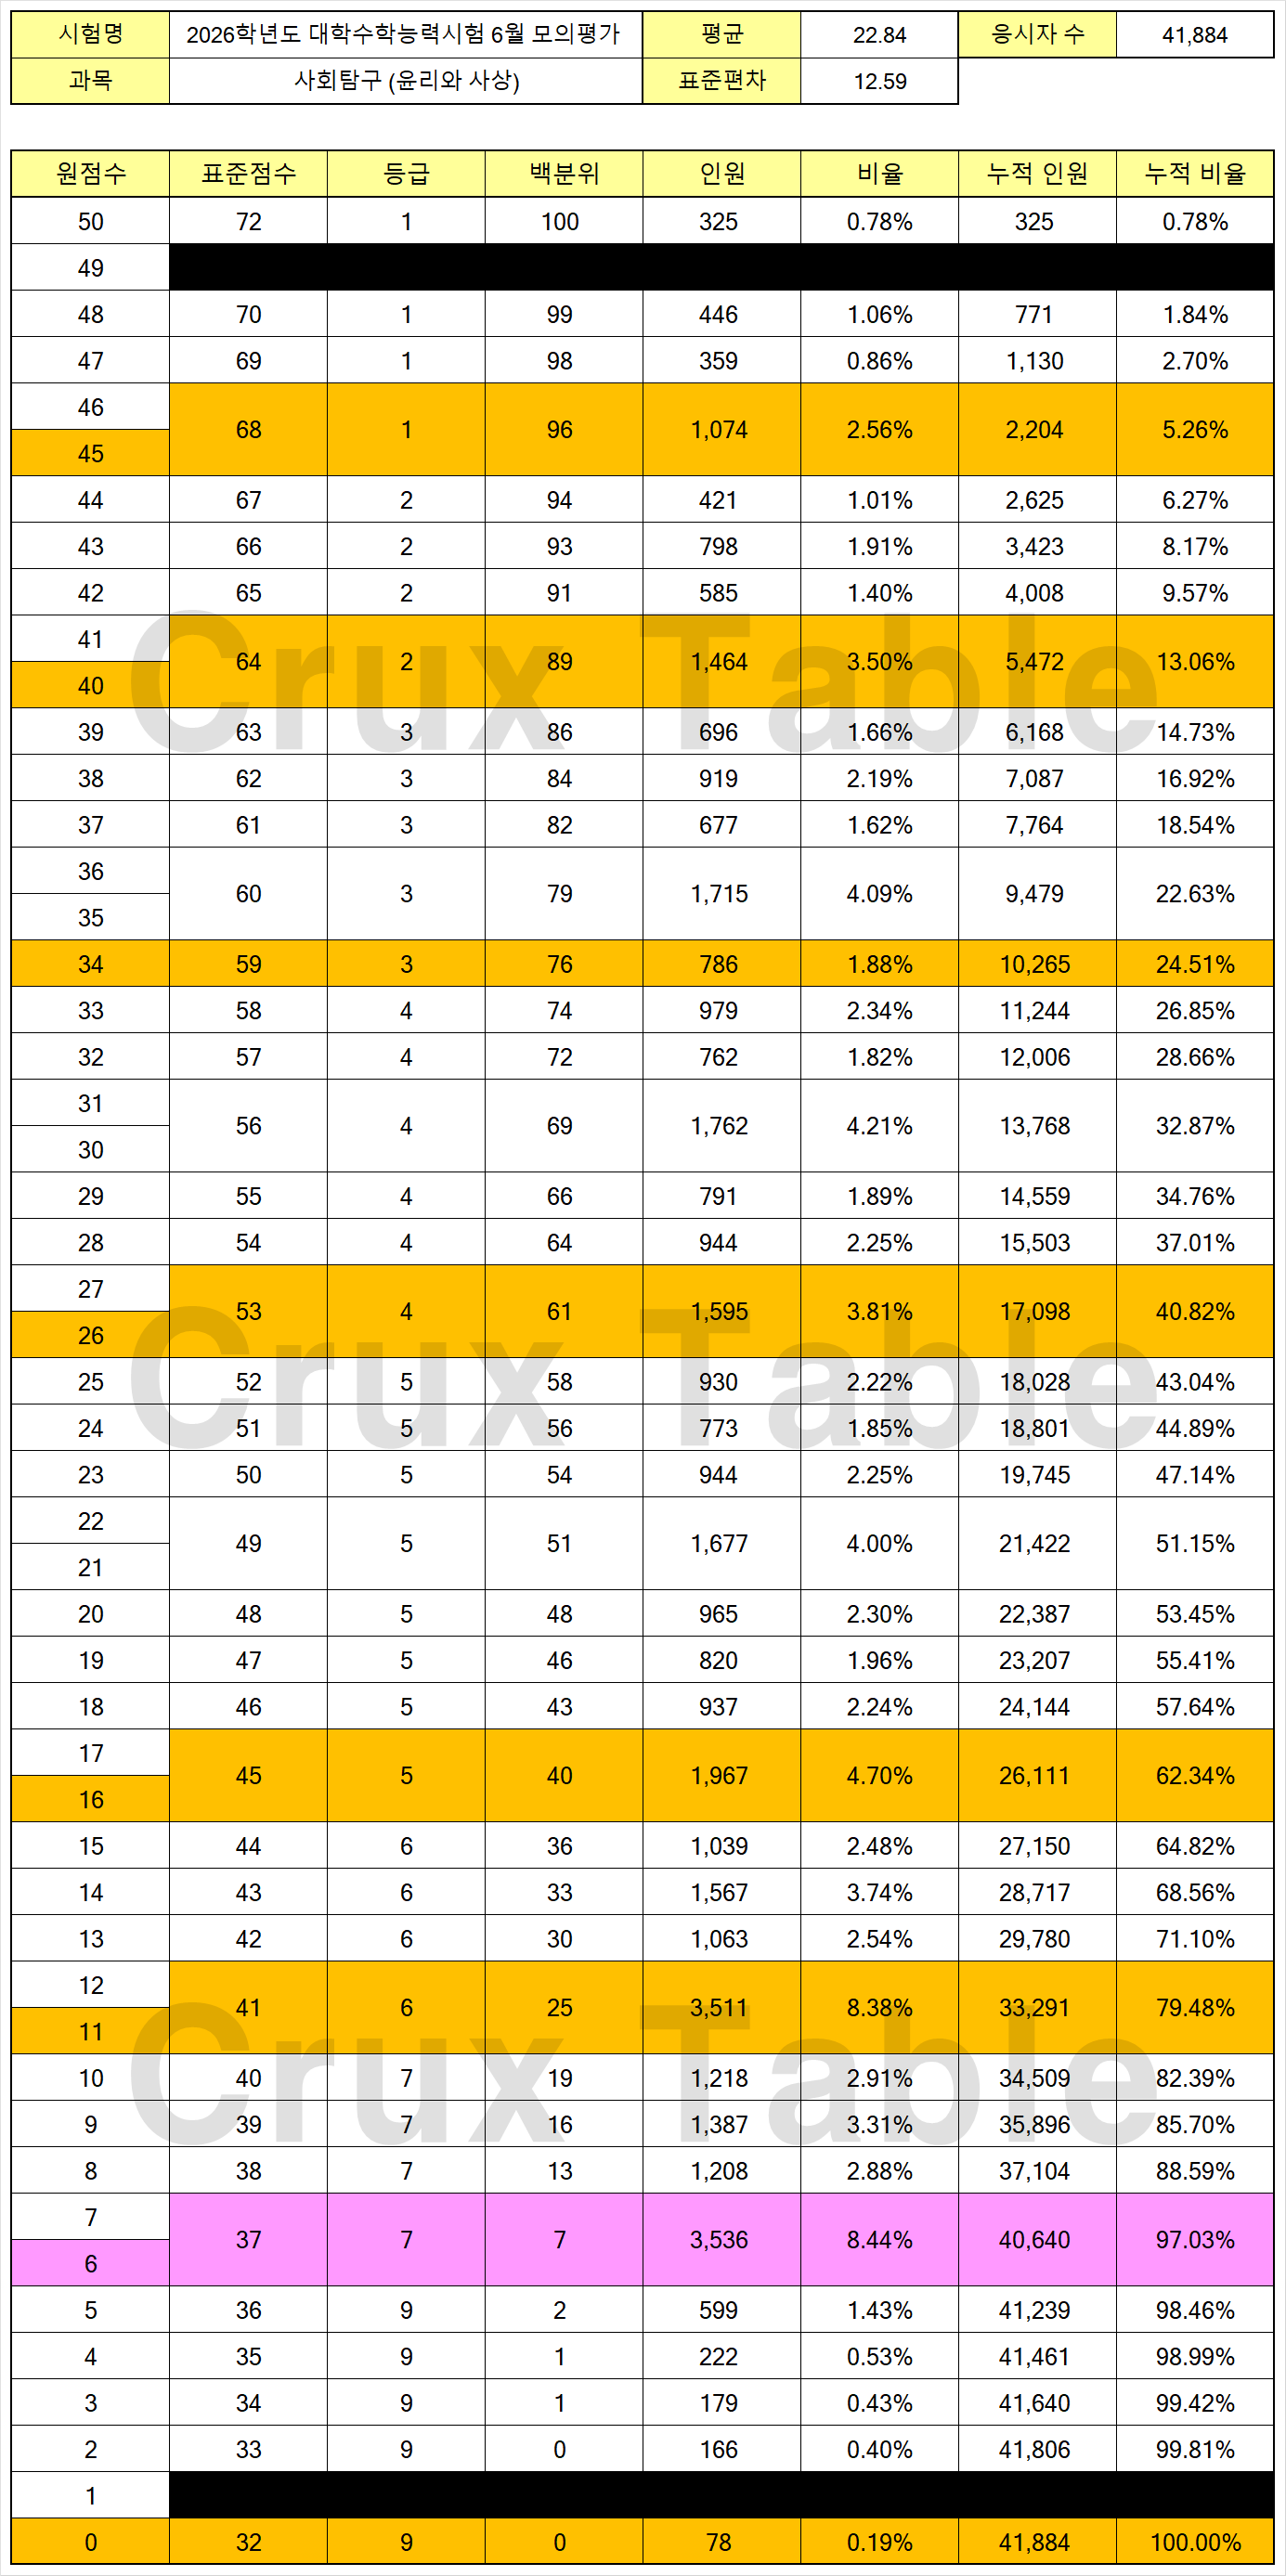 시험명 2026학년도 대학수학능력시험 6월 모의평가 평균 22.84 응시자 수 41,884
과목 사회탐구 (윤리와 사상) 표준편차 12.59
원점수 표준점수 등급 백분위 인원 비율 누적 인원 누적 비율
50 72 1 100 325 0.78% 325 0.78%
49
48 70 1 99 446 1.06% 771 1.84%
47 69 1 98 359 0.86% 1,130 2.70%
46
68 1 96 1,074 2.56% 2,204 5.26%
45
44 67 2 94 421 1.01% 2,625 6.27%
43 66 2 93 798 1.91% 3,423 8.17%
42 65 2 91 585 1.40% 4,008 9.57%
41
64 2 89 1,464 3.50% 5,472 13.06%
40
Crux Table
39 63 3 86 696 1.66% 6,168 14.73%
38 62 3 84 919 2.19% 7,087 16.92%
37 61 3 82 677 1.62% 7,764 18.54%
36
60 3 79 1,715 4.09% 9,479 22.63%
35
34 59 3 76 786 1.88% 10,265 24.51%
33 58 4 74 979 2.34% 11,244 26.85%
32 57 4 72 762 1.82% 12,006 28.66%
31
56 4 69 1,762 4.21% 13,768 32.87%
30
29 55 4 66 791 1.89% 14,559 34.76%
28 54 4 64 944 2.25% 15,503 37.01%
27
53 4 61 1,595 3.81% 17,098 40.82%
26
Crux Table
25 52 5 58 930 2.22% 18,028 43.04%
24 51 5 56 773 1.85% 18,801 44.89%
23 50 5 54 944 2.25% 19,745 47.14%
22
49 5 51 1,677 4.00% 21,422 51.15%
21
20 48 5 48 965 2.30% 22,387 53.45%
19 47 5 46 820 1.96% 23,207 55.41%
18 46 5 43 937 2.24% 24,144 57.64%
17
45 5 40 1,967 4.70% 26,111 62.34%
16
15 44 6 36 1,039 2.48% 27,150 64.82%
14 43 6 33 1,567 3.74% 28,717 68.56%
13 42 6 30 1,063 2.54% 29,780 71.10%
12
41 6 25 3,511 8.38% 33,291 79.48%
11
Crux Table
10 40 7 19 1,218 2.91% 34,509 82.39%
9 39 7 16 1,387 3.31% 35,896 85.70%
8 38 7 13 1,208 2.88% 37,104 88.59%
7
37 7 7 3,536 8.44% 40,640 97.03%
6
5 36 9 2 599 1.43% 41,239 98.46%
4 35 9 1 222 0.53% 41,461 98.99%
3 34 9 1 179 0.43% 41,640 99.42%
2 33 9 0 166 0.40% 41,806 99.81%
1
0 32 9 0 78 0.19% 41,884 100.00%